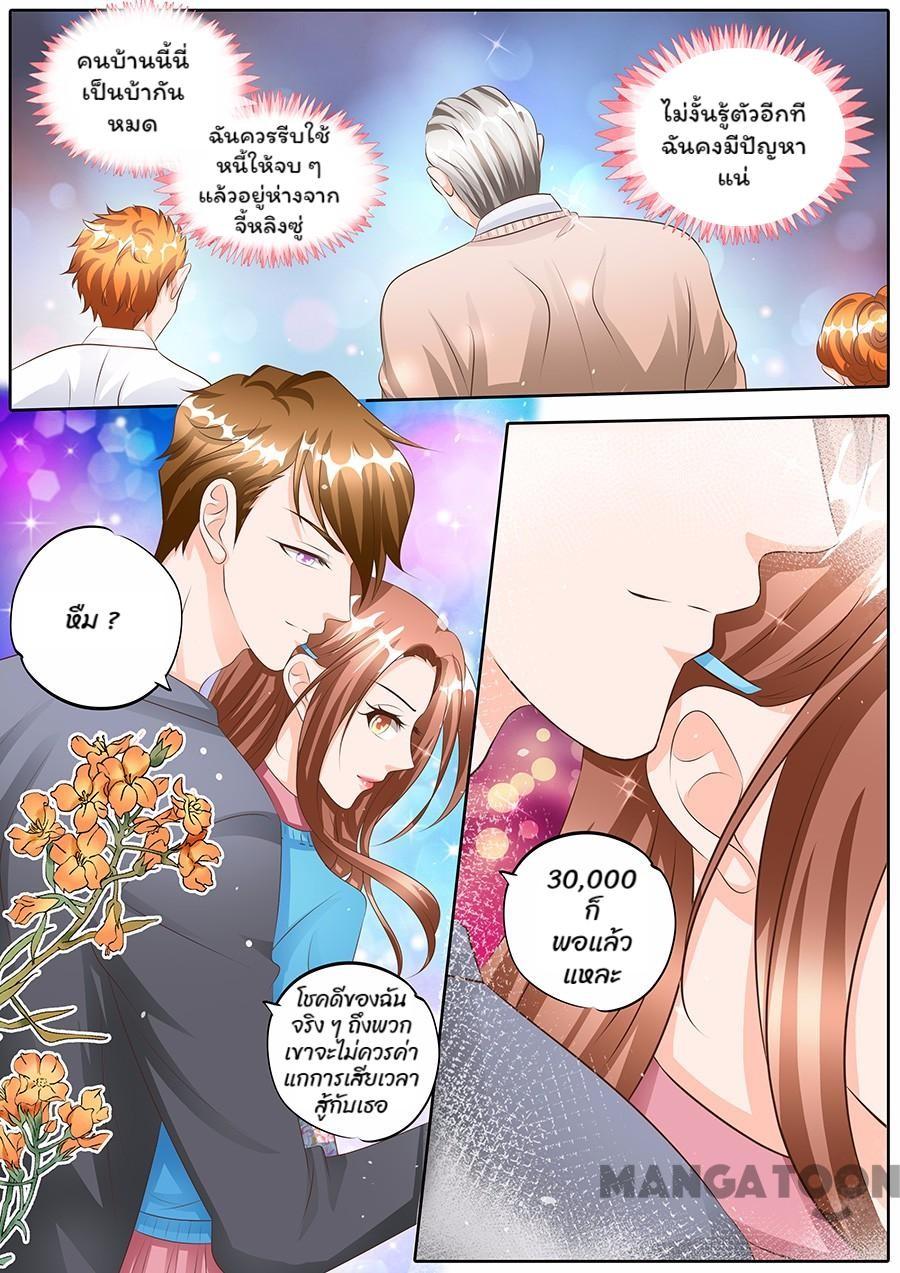 คนบ้านนี้นี่
เป็นบ้ากัน
หมด
ฉันควรรีบใช้
หนี้ให้จบ ๆ
แล้วอยู่ห่างจาก
จี้หลิงซู่
ไม่งั้นรู้ตัวอีกที
ฉันคงมีปัญหา
แน่
หืม ?
โชคดีของฉัน
จริง ๆ ถึงพวก
เขาจะไม่ควรค่า
แก่การเสียเวลา
สู้กับเธอ
30,000
ก็
พอแล้ว
แหละ
MANGATOON